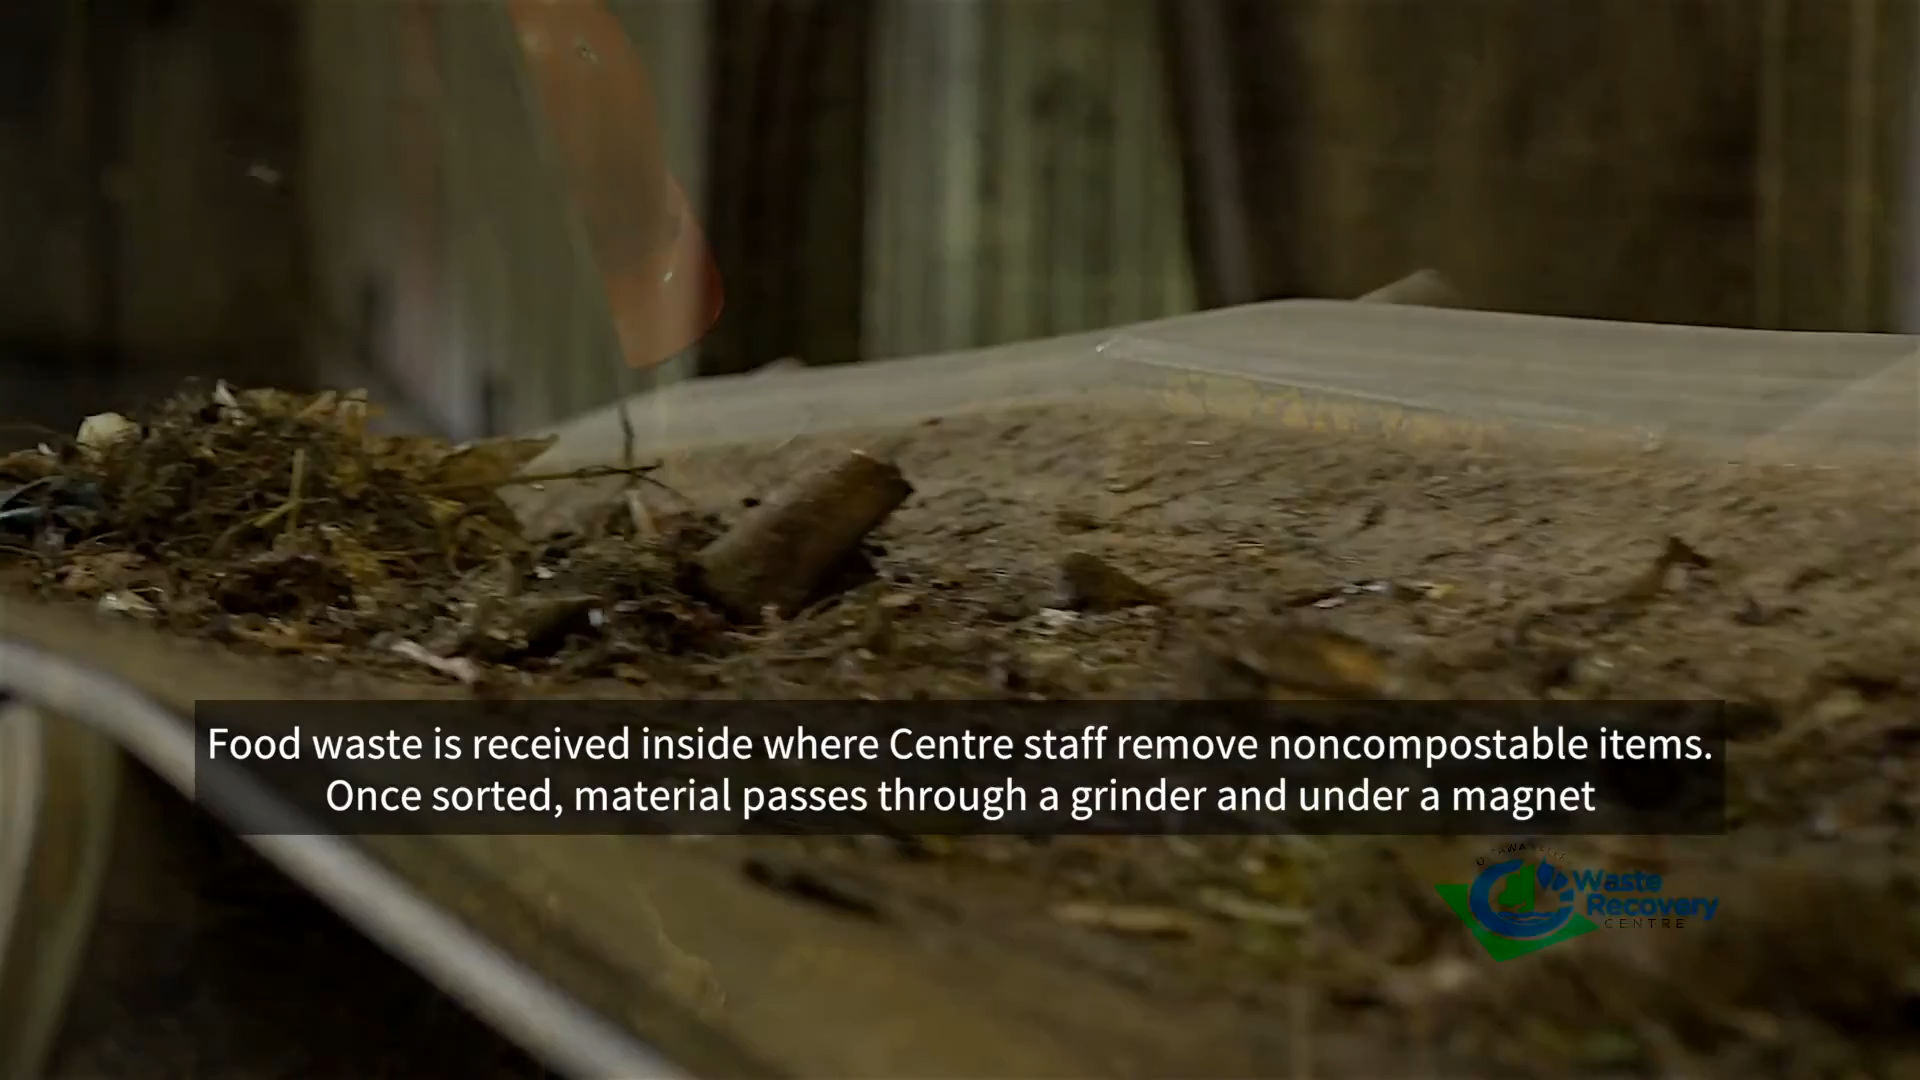 Food waste is received inside where Centre staff remove noncompostable items.
Once sorted, material passes through a grinder and under a magnet
Waste
Recovery
CENTRE